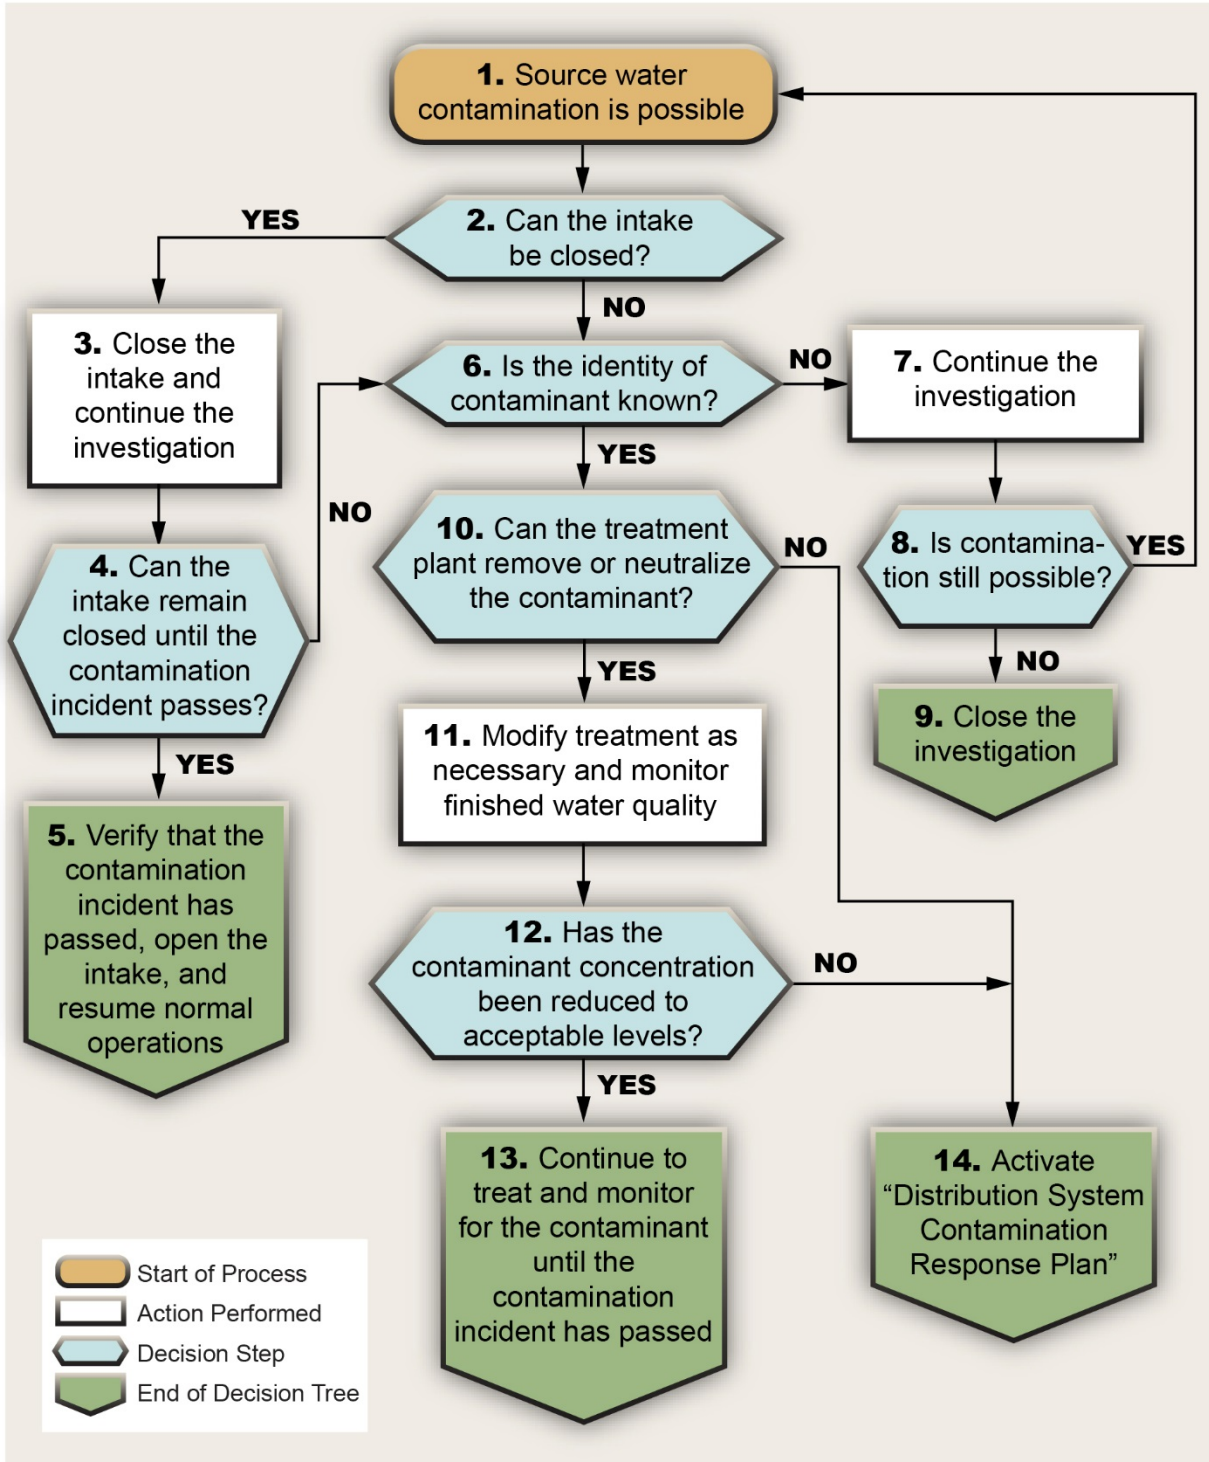 1. Source water
contamination is possible
2. Can the intake
be closed?
YES
NO
3. Close the
intake and
continue the
investigation
4. Can the
intake remain
closed until the
contamination
incident passes?
NO
YES
5. Verify that the
contamination
incident has
passed, open the
intake, and
resume normal
operations
6. Is the identity of
contaminant known?
NO
YES
7. Continue the
investigation
8. Is contamina-
tion still possible?
YES
NO
9. Close the
investigation
10. Can the treatment
plant remove or neutralize
the contaminant?
NO
YES
11. Modify treatment as
necessary and monitor
finished water quality
12. Has the
contaminant concentration
been reduced to
acceptable levels?
NO
YES
13. Continue to
treat and monitor
for the contaminant
until the
contamination
incident has passed
14. Activate
“Distribution System
Contamination
Response Plan”
Start of Process
Action Performed
Decision Step
End of Decision Tree